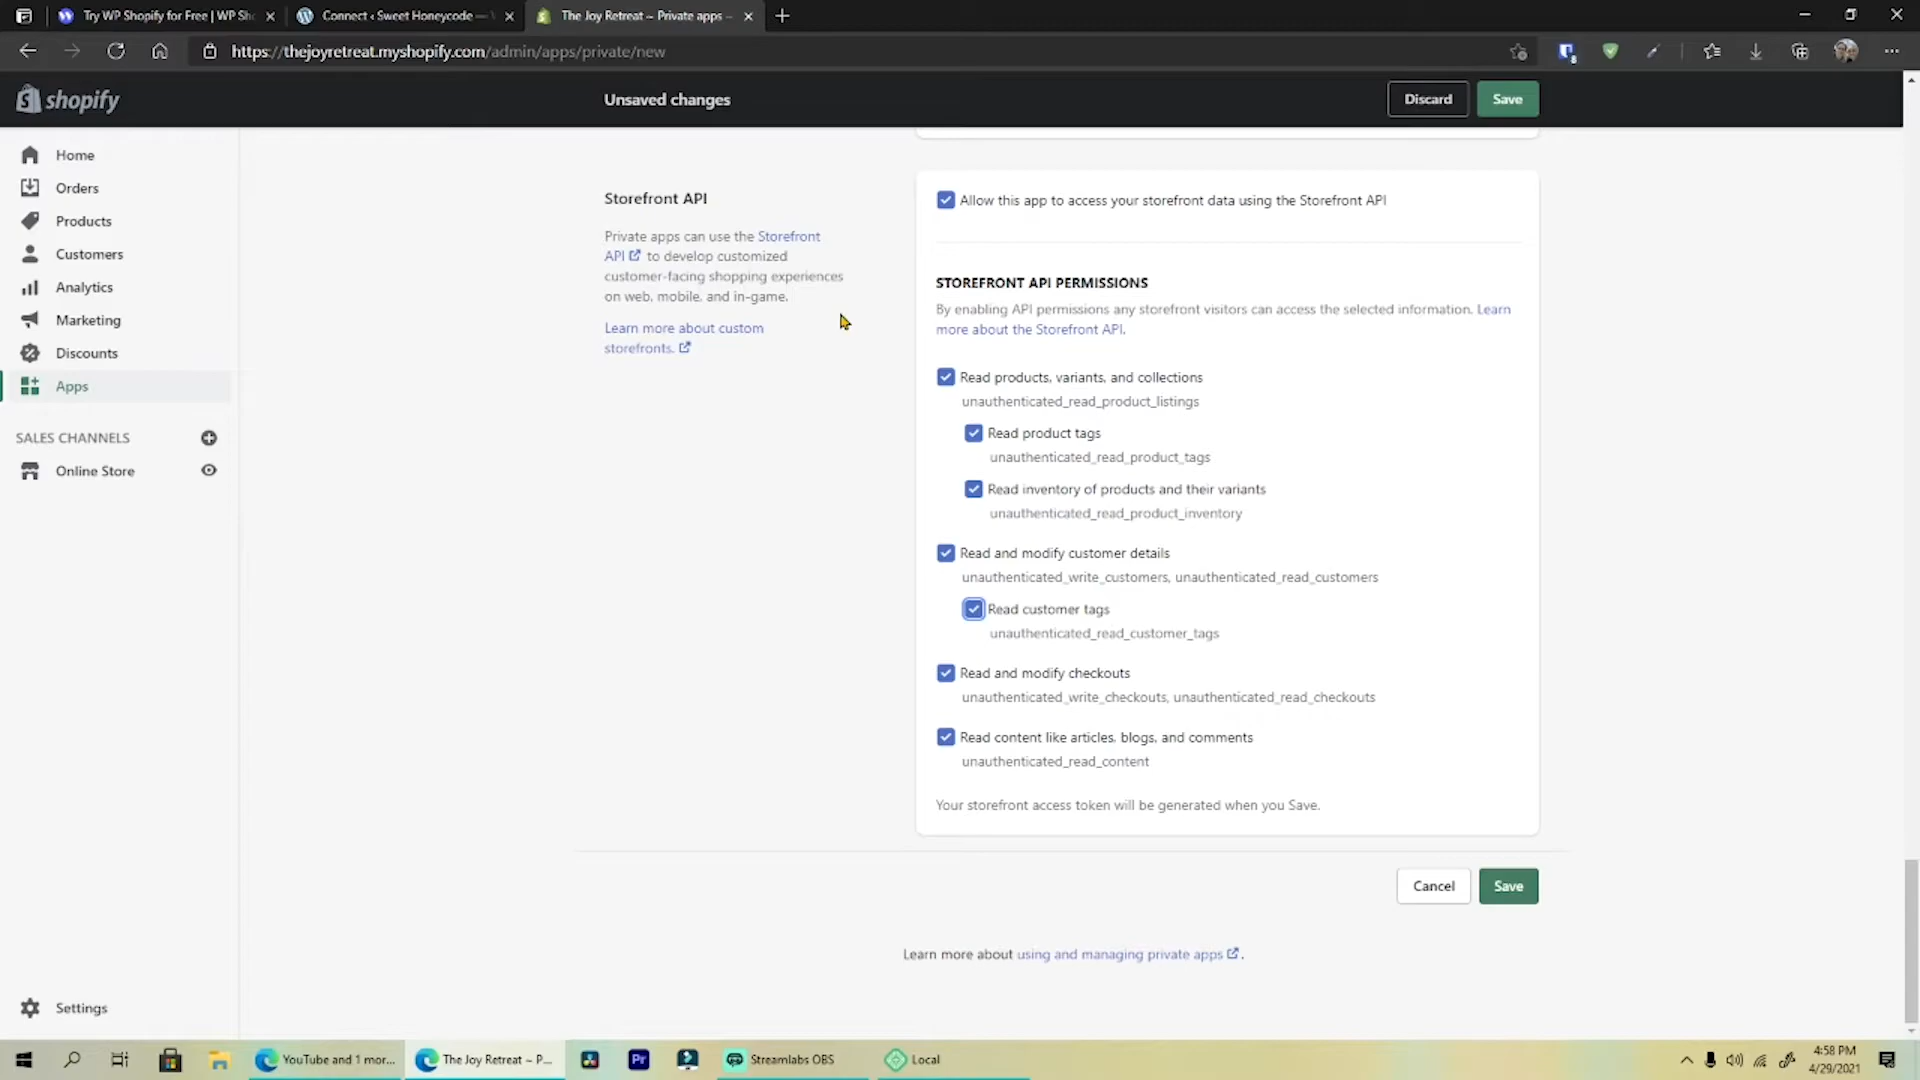 Try WP Shopify for Free | WP Sh
Connect ‹ Sweet Honeycode —
The Joy Retreat ~ Private apps ~
https://thejoyretreat.myshopify.com/admin/apps/private/new
shopify
Unsaved changes
Discard
Save
Home
Orders
Products
Customers
Analytics
Marketing
Discounts
Apps
SALES CHANNELS
Online Store
Settings
Storefront API
Private apps can use the Storefront
API to develop customized
customer-facing shopping experiences
on web, mobile, and in-game.
Learn more about custom
storefronts.
Allow this app to access your storefront data using the Storefront API
STOREFRONT API PERMISSIONS
By enabling API permissions any storefront visitors can access the selected information. Learn
more about the Storefront API.
Read products, variants, and collections
unauthenticated_read_product_listings
Read product tags
unauthenticated_read_product_tags
Read inventory of products and their variants
unauthenticated_read_product_inventory
Read and modify customer details
unauthenticated_write_customers, unauthenticated_read_customers
Read customer tags
unauthenticated_read_customer_tags
Read and modify checkouts
unauthenticated_write_checkouts, unauthenticated_read_checkouts
Read content like articles, blogs, and comments
unauthenticated_read_content
Your storefront access token will be generated when you Save.
Cancel
Save
Learn more about using and managing private apps .
YouTube and 1 mor...
The Joy Retreat ~ P...
Pr
Streamlabs OBS
Local
4:58 PM
4/29/2021